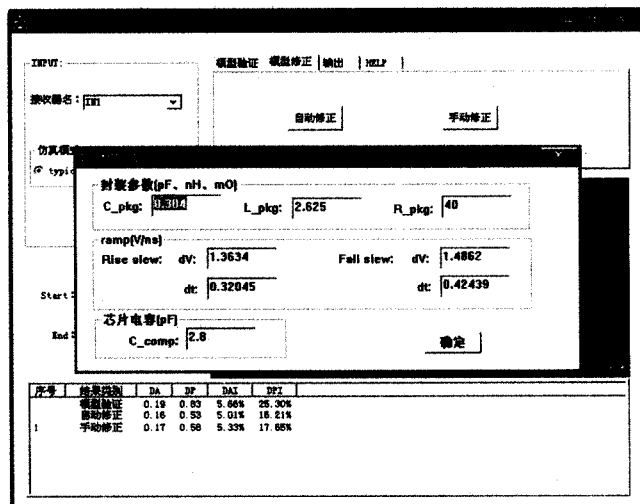 INPUT:
模型验证 模型修正 输出 HELP
接收器名： IN1
自动修正 手动修正
仿真模
typic
封装参数(pF、nH、mO)
C_pkg: 0.304 L_pkg: 2.625 R_pkg: 40
ramp(V/ns)
Rise slew: dV: 1.3634 Fall slew: dV: 1.4862
dt: 0.32045 dt: 0.42439
Start:
芯片电容(pF)
End:
C_comp: 2.8 确定
序号 结果类别 DA DP DAI DPI
模型验证 0.19 0.83 5.66% 25.30%
自动修正 0.16 0.53 5.01% 16.21%
1 手动修正 0.17 0.58 5.33% 17.65%